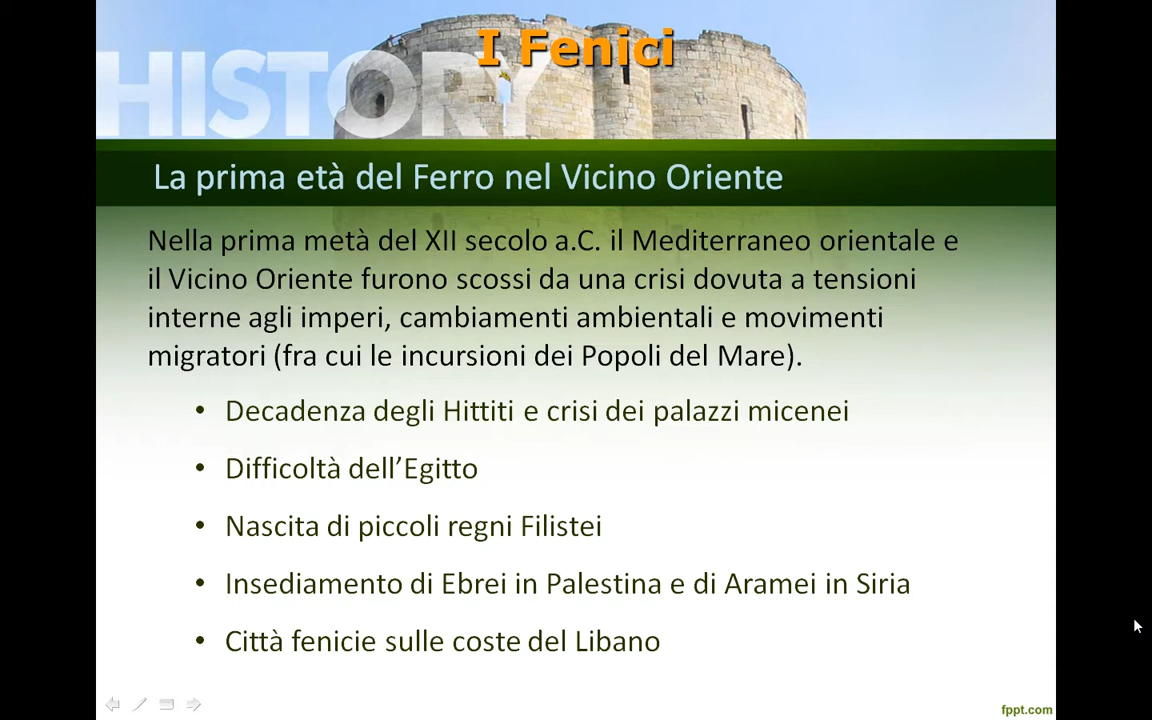 HISTORY
I Fenici
La prima età del Ferro nel Vicino Oriente
Nella prima metà del XII secolo a.C. il Mediterraneo orientale e
il Vicino Oriente furono scossi da una crisi dovuta a tensioni
interne agli imperi, cambiamenti ambientali e movimenti
migratori (fra cui le incursioni dei Popoli del Mare).
• Decadenza degli Hittiti e crisi dei palazzi micenei
• Difficoltà dell’Egitto
• Nascita di piccoli regni Filistei
• Insediamento di Ebrei in Palestina e di Aramei in Siria
• Città fenicie sulle coste del Libano
fppt.com